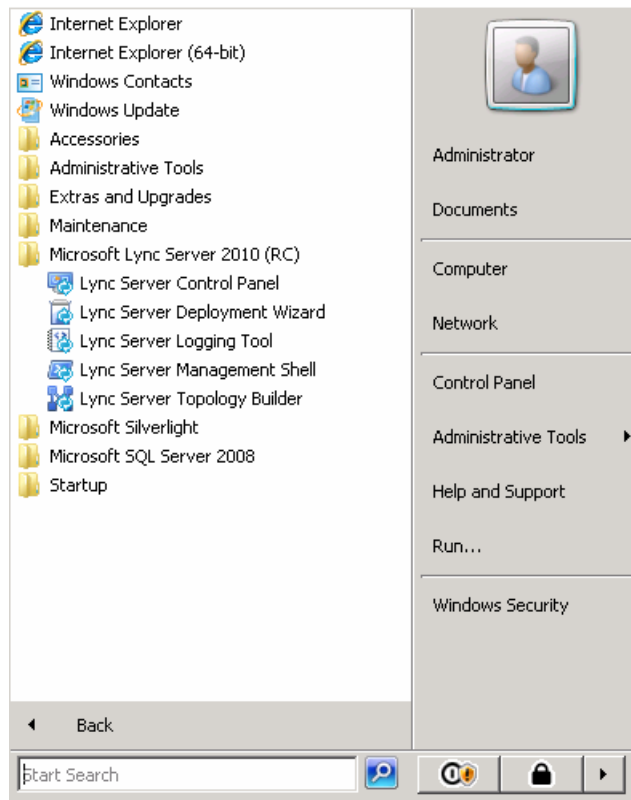 Internet Explorer
Internet Explorer (64-bit)
Windows Contacts
Windows Update
Accessories
Administrative Tools
Extras and Upgrades
Maintenance
Microsoft Lync Server 2010 (RC)
Lync Server Control Panel
Lync Server Deployment Wizard
Lync Server Logging Tool
Lync Server Management Shell
Lync Server Topology Builder
Microsoft Silverlight
Microsoft SQL Server 2008
Startup
Back
Start Search
Administrator
Documents
Computer
Network
Control Panel
Administrative Tools
Help and Support
Run...
Windows Security